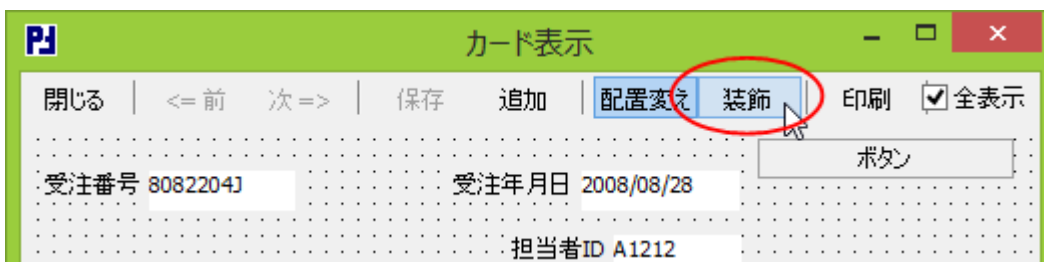 カード表示
閉じる <= 前 次 => 保存 追加 配置変え 装飾 印刷 全表示
ボタン
受注番号 8082204J 受注年月日 2008/08/28
担当者ID A1212